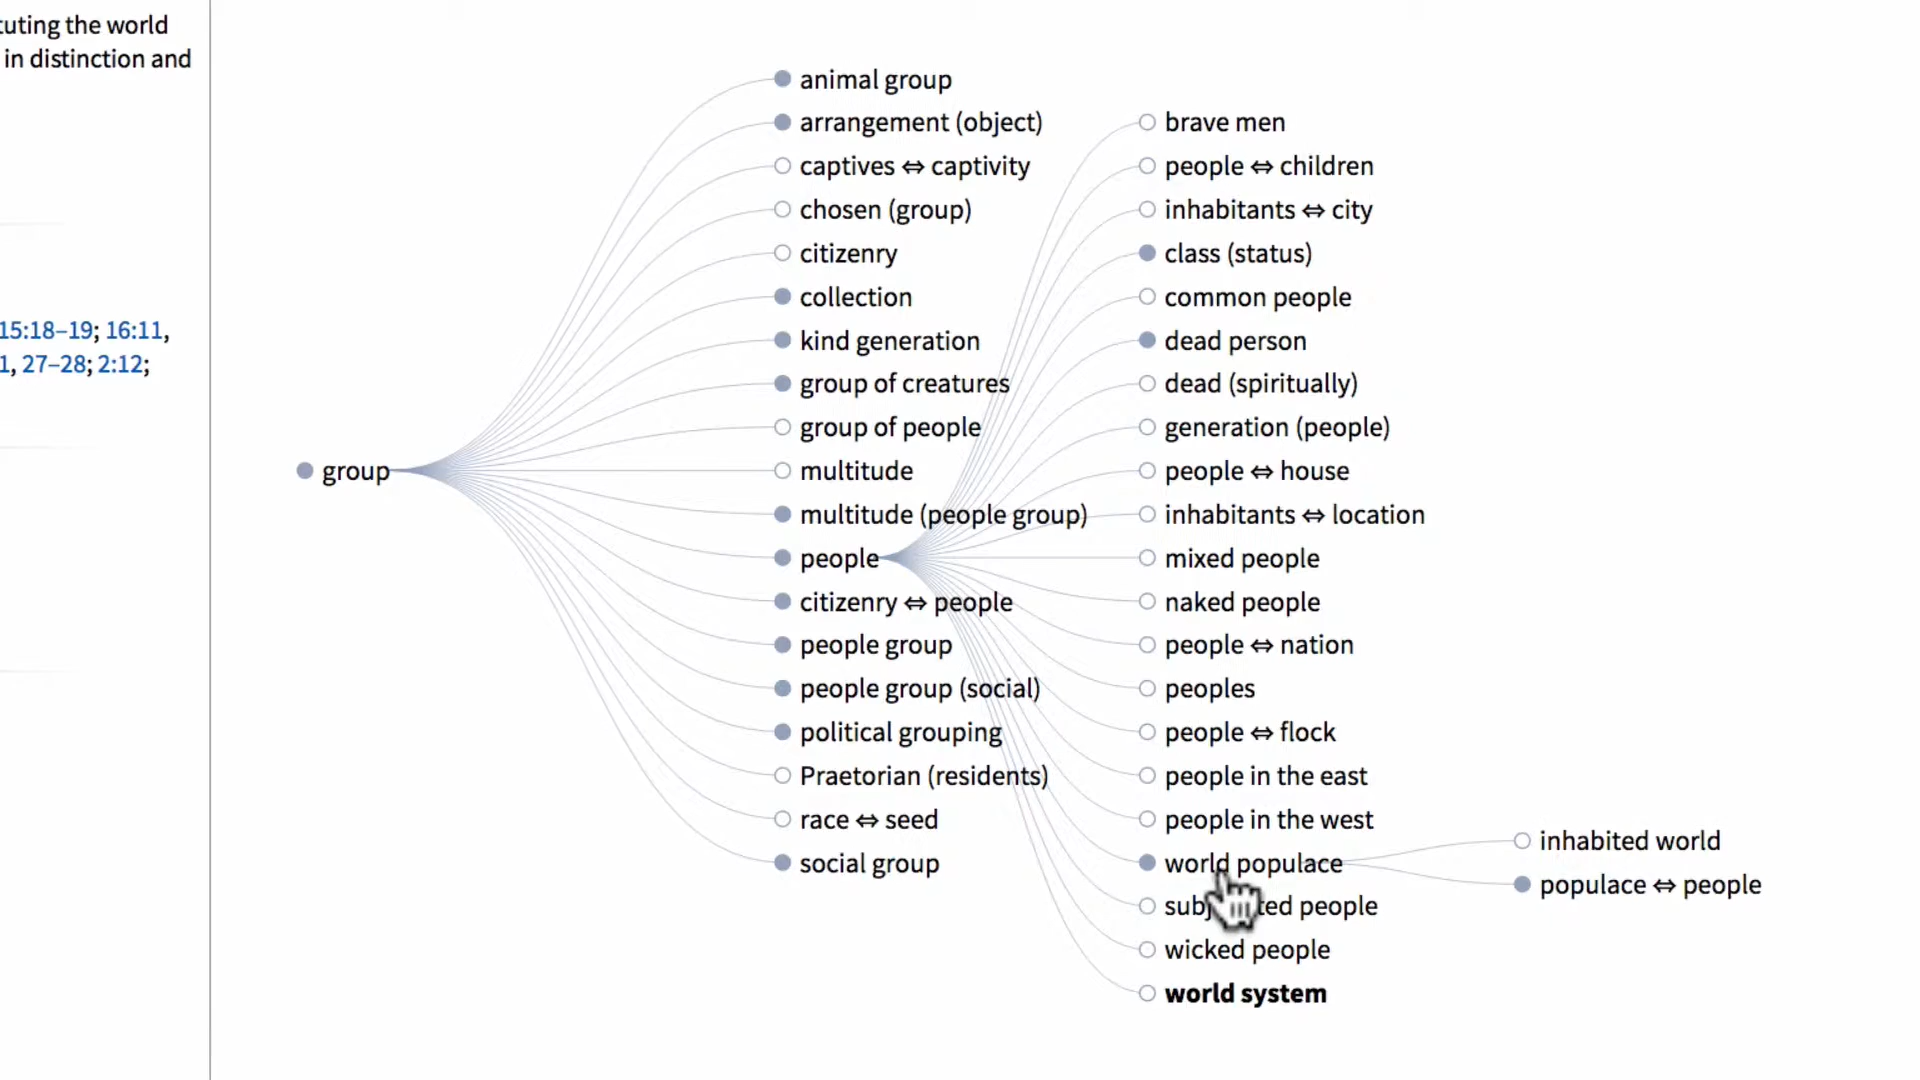 tuting the world
in distinction and
15:18–19; 16:11,
1, 27–28; 2:12;
group
animal group
arrangement (object)
captives ⇔ captivity
chosen (group)
citizenry
collection
kind generation
group of creatures
group of people
multitude
multitude (people group)
people
citizenry ⇔ people
people group
people group (social)
political grouping
Praetorian (residents)
race ⇔ seed
social group
brave men
people ⇔ children
inhabitants ⇔ city
class (status)
common people
dead person
dead (spiritually)
generation (people)
people ⇔ house
inhabitants ⇔ location
mixed people
naked people
people ⇔ nation
peoples
people ⇔ flock
people in the east
people in the west
world populace
people
wicked people
world system
inhabited world
populace ⇔ people